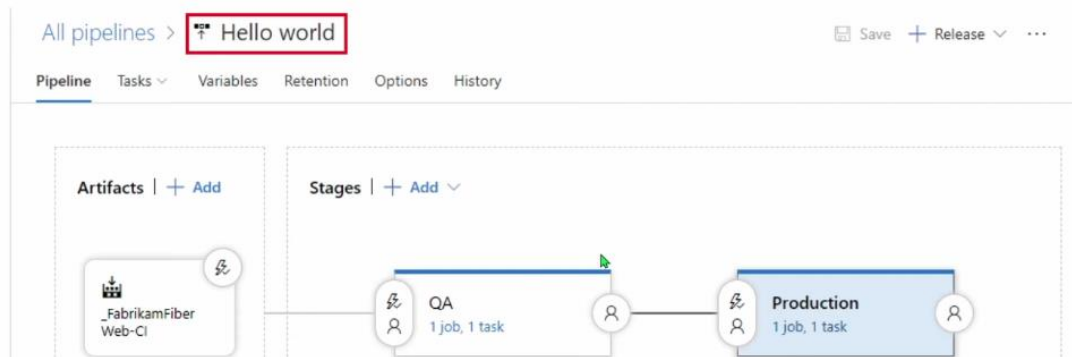 All pipelines > Hello world
Save + Release ...
Pipeline Tasks Variables Retention Options History
Artifacts | + Add
Stages | + Add
_FabrikamFiber
Web-CI
QA
1 job, 1 task
Production
1 job, 1 task